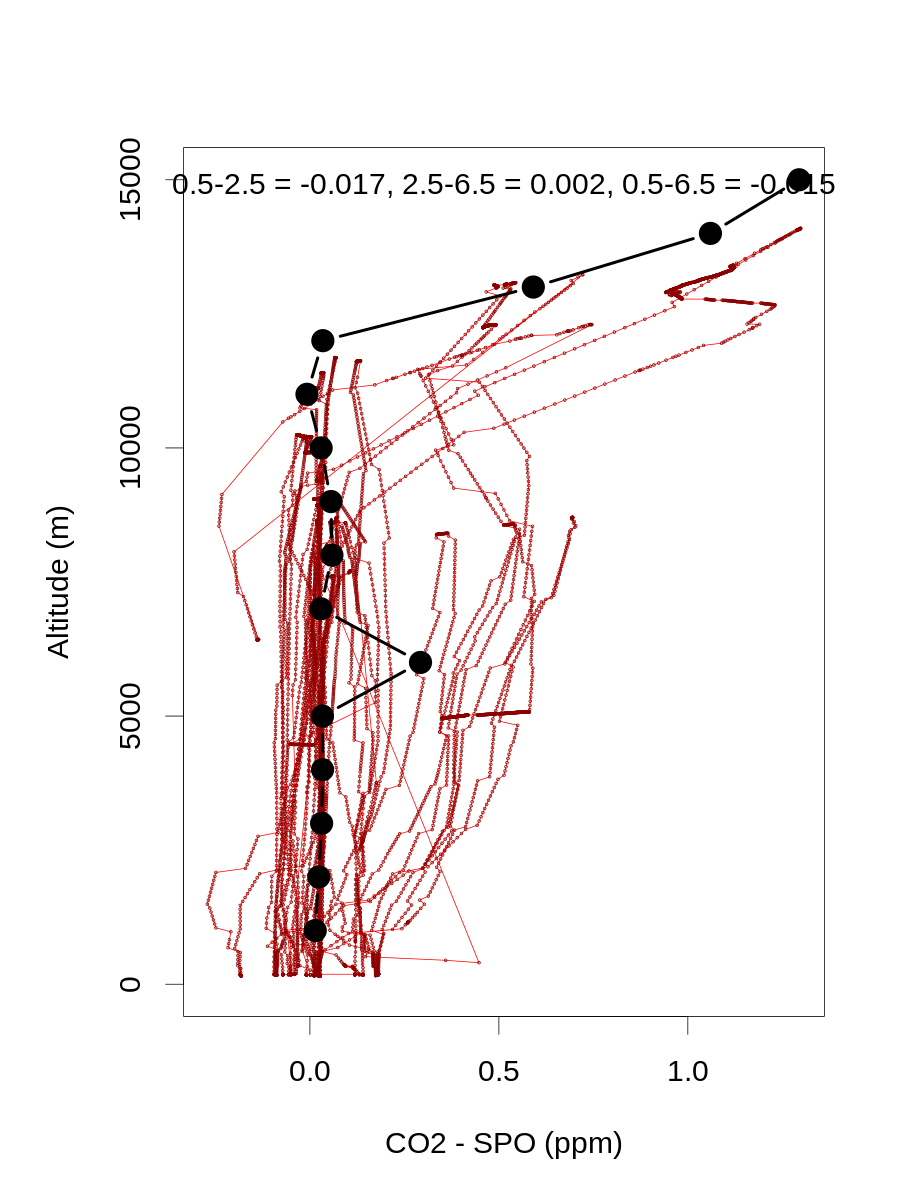 0.5-2.5 = -0.017, 2.5-6.5 = 0.002, 0.5-6.5 = -0.015
15000
10000
5000
0
Altitude (m)
0.0 0.5 1.0
CO2 - SPO (ppm)